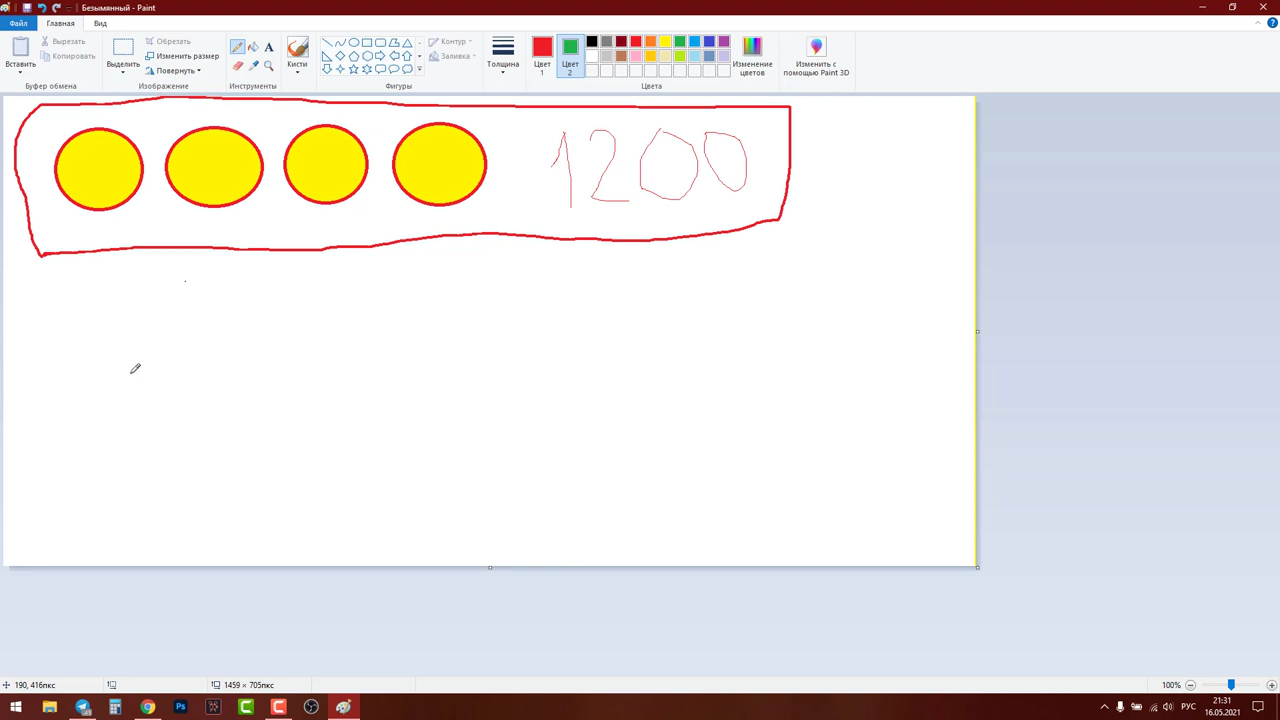 Безымянный - Paint
Файл Главная Вид
Вставить
Вырезать
Копировать
Буфер обмена
Выделить
Обрезать
Изменить размер
Повернуть
Изображение
Инструменты
Кисти
Контур
Заливка
Фигуры
Толщина
Цвет 1
Цвет 2
Изменение цветов
Цвета
Изменить с помощью Paint 3D
1200
190, 416пкс
1459 × 705пкс
100%
РУС
21:31
16.05.2021